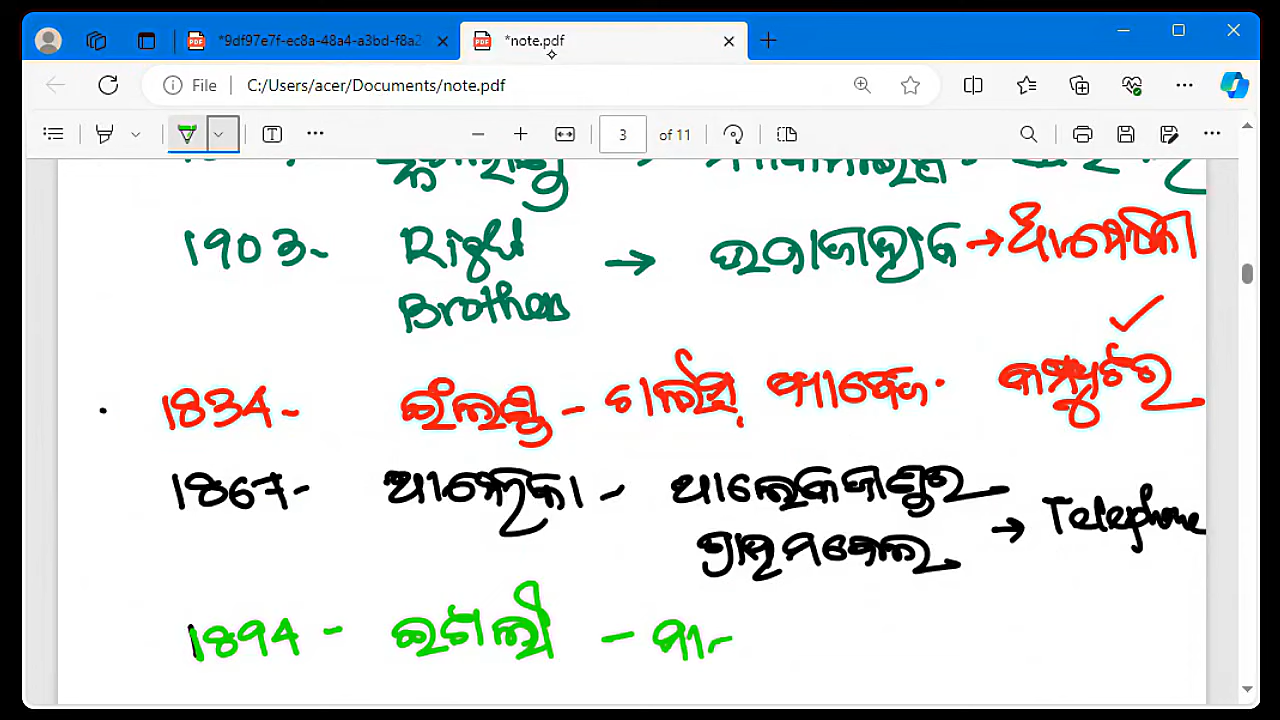 *9df97e7f-ec8a-48a4-a3bd-f8a2
*note.pdf
File C:/Users/acer/Documents/note.pdf
3 of 11
1903- Right Brothers → ଉଡାଜାହାଜ → ଆମେରିକା
1834- ଇଂଲଣ୍ଡ - ଚାର୍ଲସ୍ ବାବେଜ କମ୍ପ୍ୟୁଟର
1867- ଆମେରିକା - ଆଲେକଜାଣ୍ଡର
ଗ୍ରାହମବେଲ → Telephone
1894 - ଇଟାଲୀ - ମା-